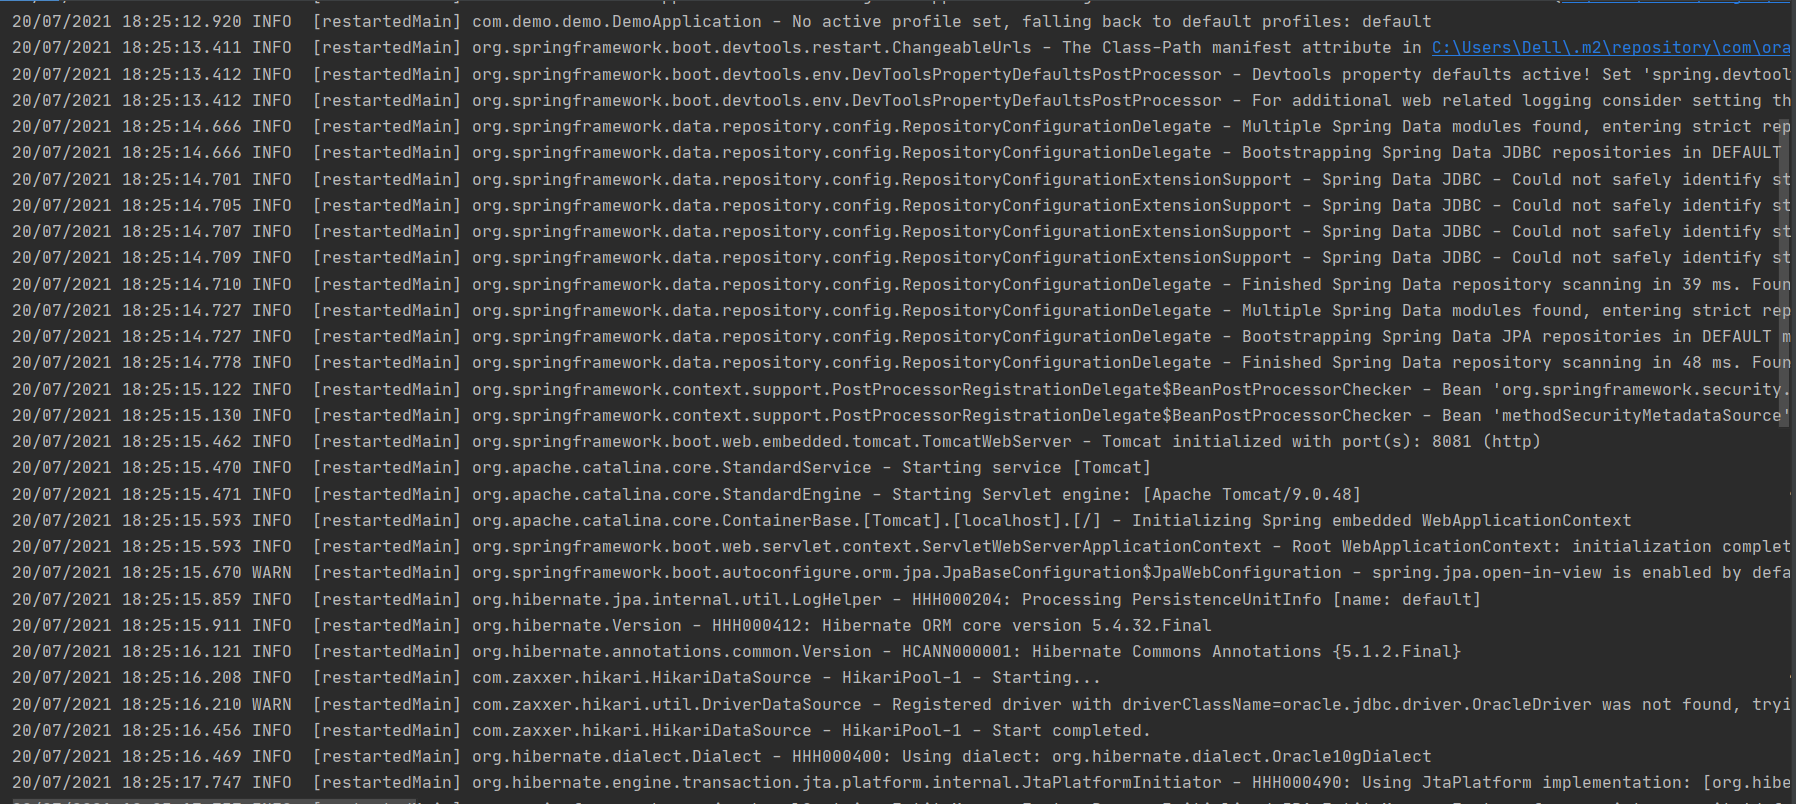 20/07/2021 18:25:12.920 INFO [restartedMain] com.demo.demo.DemoApplication - No active profile set, falling back to default profiles: default
20/07/2021 18:25:13.411 INFO [restartedMain] org.springframework.boot.devtools.restart.ChangeableUrls - The Class-Path manifest attribute in C:\Users\Dell\.m2\repository\com\ora
20/07/2021 18:25:13.412 INFO [restartedMain] org.springframework.boot.devtools.env.DevToolsPropertyDefaultsPostProcessor - Devtools property defaults active! Set 'spring.devtool
20/07/2021 18:25:13.412 INFO [restartedMain] org.springframework.boot.devtools.env.DevToolsPropertyDefaultsPostProcessor - For additional web related logging consider setting th
20/07/2021 18:25:14.666 INFO [restartedMain] org.springframework.data.repository.config.RepositoryConfigurationDelegate - Multiple Spring Data modules found, entering strict rep
20/07/2021 18:25:14.666 INFO [restartedMain] org.springframework.data.repository.config.RepositoryConfigurationDelegate - Bootstrapping Spring Data JDBC repositories in DEFAULT
20/07/2021 18:25:14.701 INFO [restartedMain] org.springframework.data.repository.config.RepositoryConfigurationExtensionSupport - Spring Data JDBC - Could not safely identify st
20/07/2021 18:25:14.705 INFO [restartedMain] org.springframework.data.repository.config.RepositoryConfigurationExtensionSupport - Spring Data JDBC - Could not safely identify st
20/07/2021 18:25:14.707 INFO [restartedMain] org.springframework.data.repository.config.RepositoryConfigurationExtensionSupport - Spring Data JDBC - Could not safely identify st
20/07/2021 18:25:14.709 INFO [restartedMain] org.springframework.data.repository.config.RepositoryConfigurationExtensionSupport - Spring Data JDBC - Could not safely identify st
20/07/2021 18:25:14.710 INFO [restartedMain] org.springframework.data.repository.config.RepositoryConfigurationDelegate - Finished Spring Data repository scanning in 39 ms. Foun
20/07/2021 18:25:14.727 INFO [restartedMain] org.springframework.data.repository.config.RepositoryConfigurationDelegate - Multiple Spring Data modules found, entering strict rep
20/07/2021 18:25:14.727 INFO [restartedMain] org.springframework.data.repository.config.RepositoryConfigurationDelegate - Bootstrapping Spring Data JPA repositories in DEFAULT m
20/07/2021 18:25:14.778 INFO [restartedMain] org.springframework.data.repository.config.RepositoryConfigurationDelegate - Finished Spring Data repository scanning in 48 ms. Foun
20/07/2021 18:25:15.122 INFO [restartedMain] org.springframework.context.support.PostProcessorRegistrationDelegate$BeanPostProcessorChecker - Bean 'org.springframework.security.
20/07/2021 18:25:15.130 INFO [restartedMain] org.springframework.context.support.PostProcessorRegistrationDelegate$BeanPostProcessorChecker - Bean 'methodSecurityMetadataSource'
20/07/2021 18:25:15.462 INFO [restartedMain] org.springframework.boot.web.embedded.tomcat.TomcatWebServer - Tomcat initialized with port(s): 8081 (http)
20/07/2021 18:25:15.470 INFO [restartedMain] org.apache.catalina.core.StandardService - Starting service [Tomcat]
20/07/2021 18:25:15.471 INFO [restartedMain] org.apache.catalina.core.StandardEngine - Starting Servlet engine: [Apache Tomcat/9.0.48]
20/07/2021 18:25:15.593 INFO [restartedMain] org.apache.catalina.core.ContainerBase.[Tomcat].[localhost].[/] - Initializing Spring embedded WebApplicationContext
20/07/2021 18:25:15.593 INFO [restartedMain] org.springframework.boot.web.servlet.context.ServletWebServerApplicationContext - Root WebApplicationContext: initialization complet
20/07/2021 18:25:15.670 WARN [restartedMain] org.springframework.boot.autoconfigure.orm.jpa.JpaBaseConfiguration$JpaWebConfiguration - spring.jpa.open-in-view is enabled by defa
20/07/2021 18:25:15.859 INFO [restartedMain] org.hibernate.jpa.internal.util.LogHelper - HHH000204: Processing PersistenceUnitInfo [name: default]
20/07/2021 18:25:15.911 INFO [restartedMain] org.hibernate.Version - HHH000412: Hibernate ORM core version 5.4.32.Final
20/07/2021 18:25:16.121 INFO [restartedMain] org.hibernate.annotations.common.Version - HCANN000001: Hibernate Commons Annotations {5.1.2.Final}
20/07/2021 18:25:16.208 INFO [restartedMain] com.zaxxer.hikari.HikariDataSource - HikariPool-1 - Starting...
20/07/2021 18:25:16.210 WARN [restartedMain] com.zaxxer.hikari.util.DriverDataSource - Registered driver with driverClassName=oracle.jdbc.driver.OracleDriver was not found, tryi
20/07/2021 18:25:16.456 INFO [restartedMain] com.zaxxer.hikari.HikariDataSource - HikariPool-1 - Start completed.
20/07/2021 18:25:16.469 INFO [restartedMain] org.hibernate.dialect.Dialect - HHH000400: Using dialect: org.hibernate.dialect.Oracle10gDialect
20/07/2021 18:25:17.747 INFO [restartedMain] org.hibernate.engine.transaction.jta.platform.internal.JtaPlatformInitiator - HHH000490: Using JtaPlatform implementation: [org.hibe